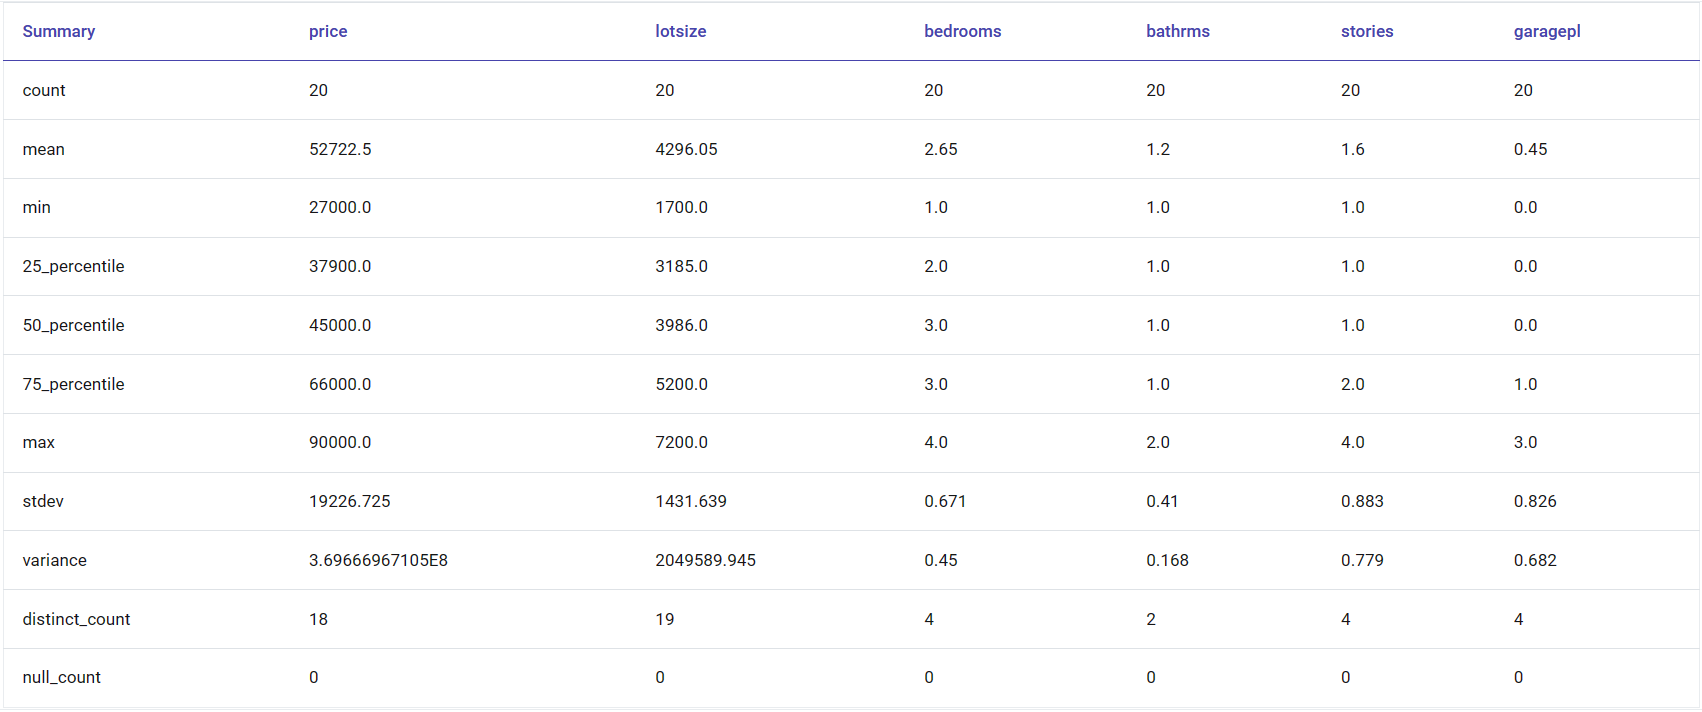 Summary price lotsize bedrooms bathrms stories garagepl
count 20 20 20 20 20 20
mean 52722.5 4296.05 2.65 1.2 1.6 0.45
min 27000.0 1700.0 1.0 1.0 1.0 0.0
25_percentile 37900.0 3185.0 2.0 1.0 1.0 0.0
50_percentile 45000.0 3986.0 3.0 1.0 1.0 0.0
75_percentile 66000.0 5200.0 3.0 1.0 2.0 1.0
max 90000.0 7200.0 4.0 2.0 4.0 3.0
stdev 19226.725 1431.639 0.671 0.41 0.883 0.826
variance 3.69666967105E8 2049589.945 0.45 0.168 0.779 0.682
distinct_count 18 19 4 2 4 4
null_count 0 0 0 0 0 0